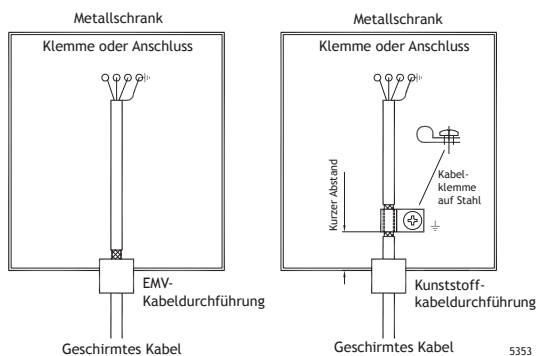 Metallschrank
Klemme oder Anschluss
EMV-
Kabeldurchführung
Geschirmtes Kabel
Metallschrank
Klemme oder Anschluss
Kurzer Abstand
Kabel-
klemme
auf Stahl
Kunststoff-
kabeldurchführung
Geschirmtes Kabel
5353